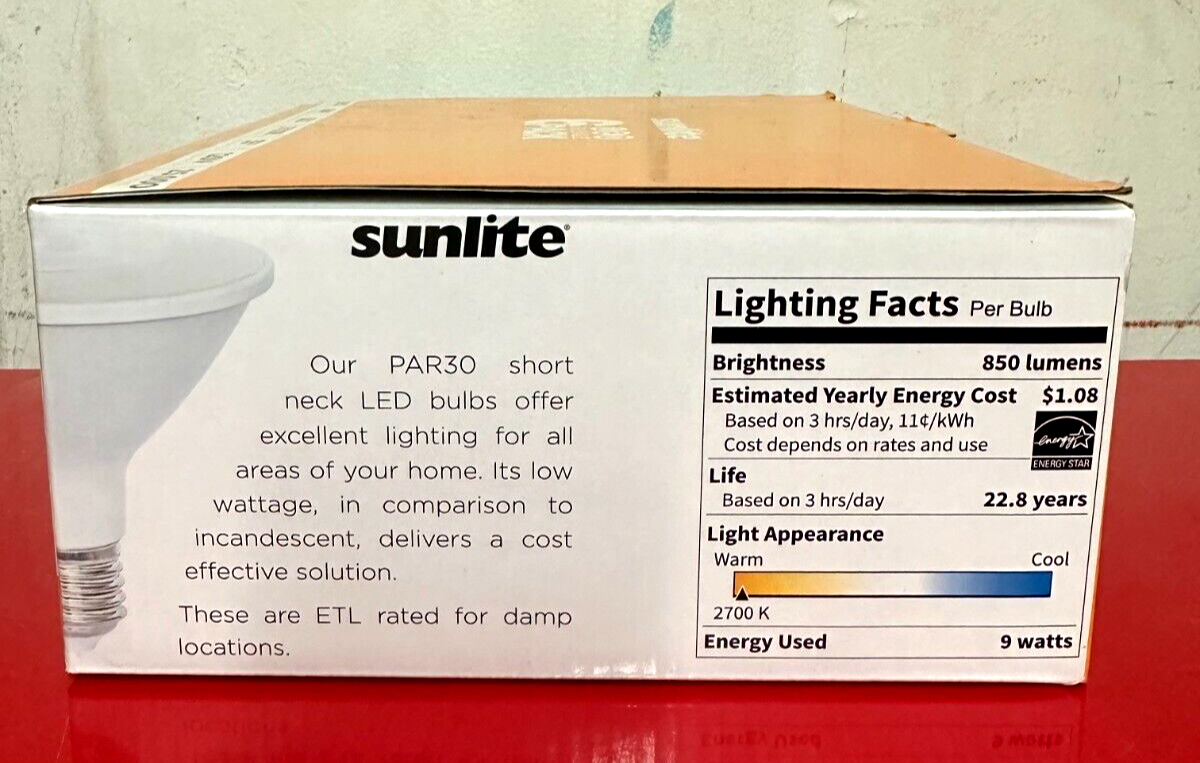 sunlite®
Our PAR30 short
neck LED bulbs offer
excellent lighting for all
areas of your home. Its low
wattage, in comparison to
incandescent, delivers a cost
effective solution.
These are ETL rated for damp
locations.
Lighting Facts Per Bulb
Brightness 850 lumens
Estimated Yearly Energy Cost $1.08
Based on 3 hrs/day, 11¢/kWh
Cost depends on rates and use
energy
ENERGY STAR
Life
Based on 3 hrs/day 22.8 years
Light Appearance
Warm Cool
2700 K
Energy Used 9 watts